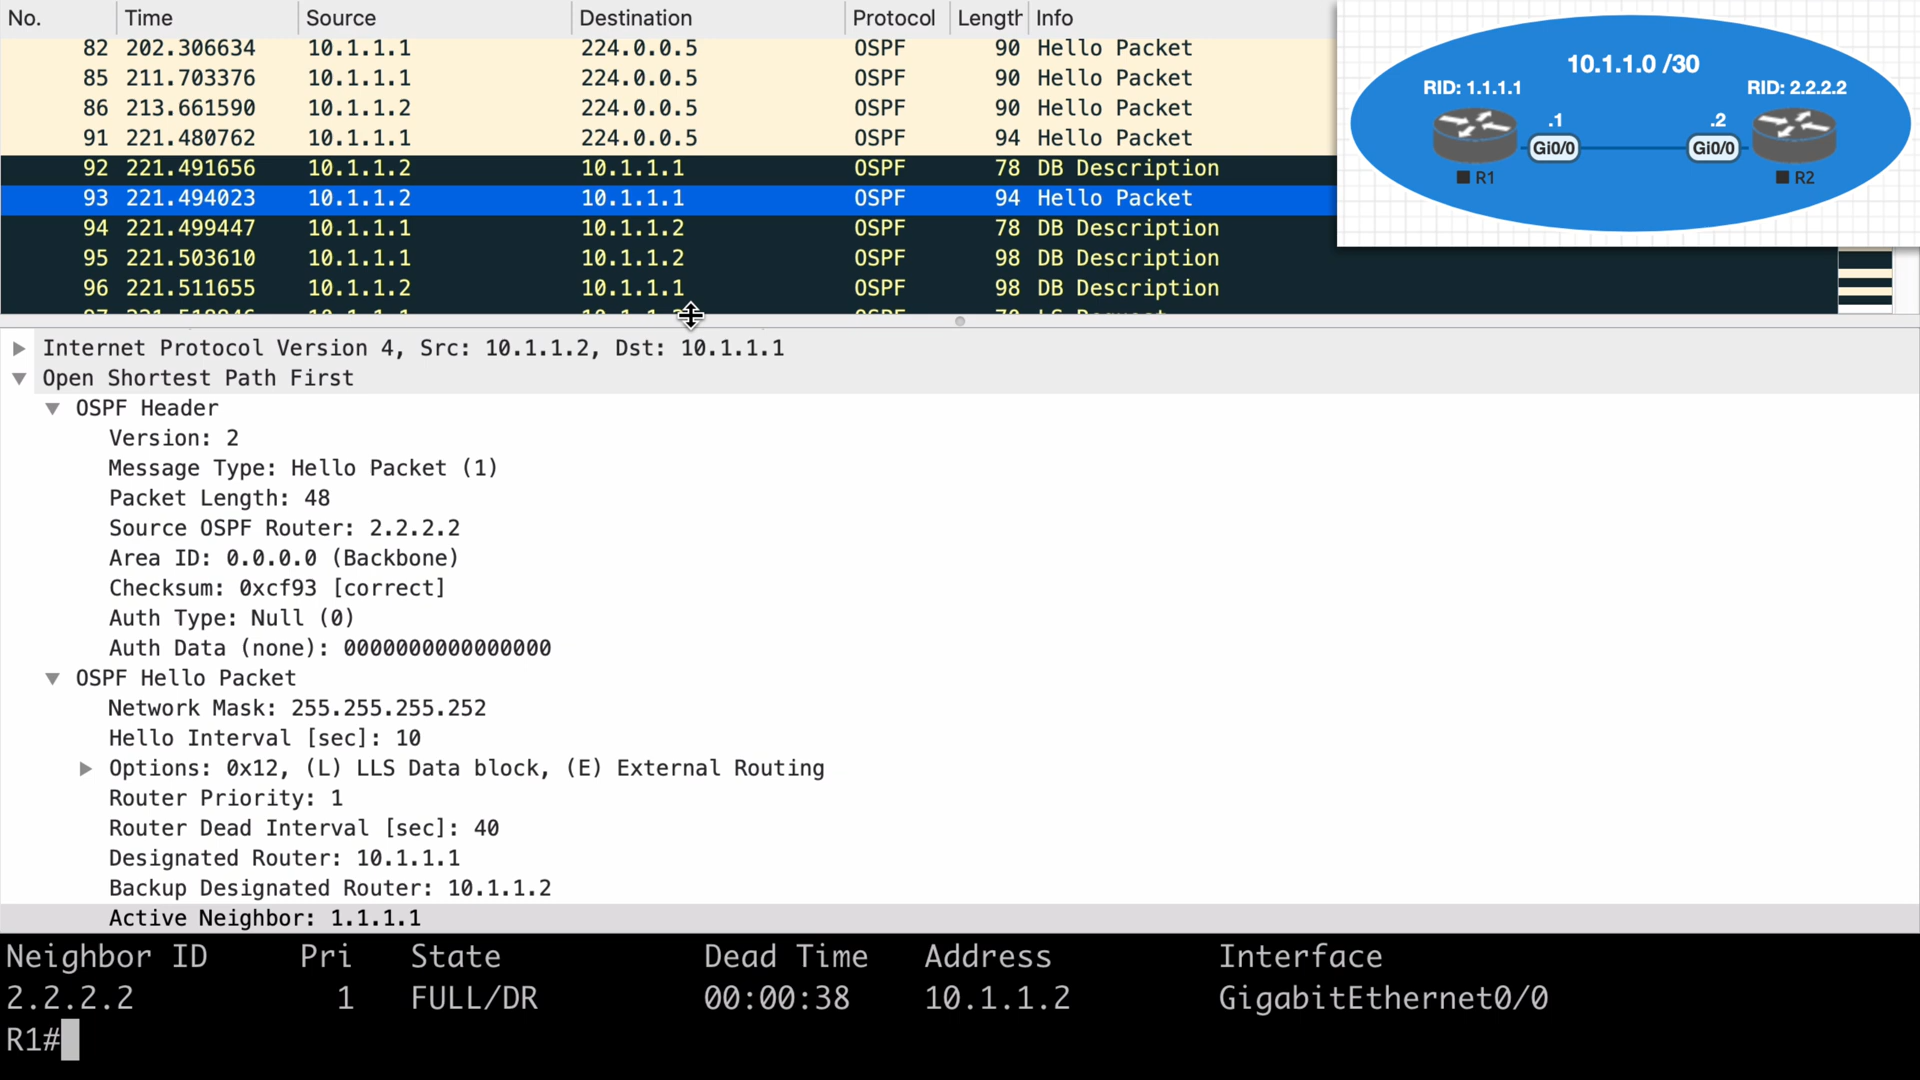 No. Time Source Destination Protocol Length Info
82 202.306634 10.1.1.1 224.0.0.5 OSPF 90 Hello Packet
85 211.703376 10.1.1.1 224.0.0.5 OSPF 90 Hello Packet
86 213.661590 10.1.1.2 224.0.0.5 OSPF 90 Hello Packet
91 221.480762 10.1.1.1 224.0.0.5 OSPF 94 Hello Packet
92 221.491656 10.1.1.2 10.1.1.1 OSPF 78 DB Description
93 221.494023 10.1.1.2 10.1.1.1 OSPF 94 Hello Packet
94 221.499447 10.1.1.1 10.1.1.2 OSPF 78 DB Description
95 221.503610 10.1.1.1 10.1.1.2 OSPF 98 DB Description
96 221.511655 10.1.1.2 10.1.1.1 OSPF 98 DB Description
10.1.1.0 /30
RID: 1.1.1.1 RID: 2.2.2.2
.1 .2
Gi0/0 Gi0/0
R1 R2
Internet Protocol Version 4, Src: 10.1.1.2, Dst: 10.1.1.1
Open Shortest Path First
OSPF Header
Version: 2
Message Type: Hello Packet (1)
Packet Length: 48
Source OSPF Router: 2.2.2.2
Area ID: 0.0.0.0 (Backbone)
Checksum: 0xcf93 [correct]
Auth Type: Null (0)
Auth Data (none): 0000000000000000
OSPF Hello Packet
Network Mask: 255.255.255.252
Hello Interval [sec]: 10
Options: 0x12, (L) LLS Data block, (E) External Routing
Router Priority: 1
Router Dead Interval [sec]: 40
Designated Router: 10.1.1.1
Backup Designated Router: 10.1.1.2
Active Neighbor: 1.1.1.1
Neighbor ID Pri State Dead Time Address Interface
2.2.2.2 1 FULL/DR 00:00:38 10.1.1.2 GigabitEthernet0/0
R1#